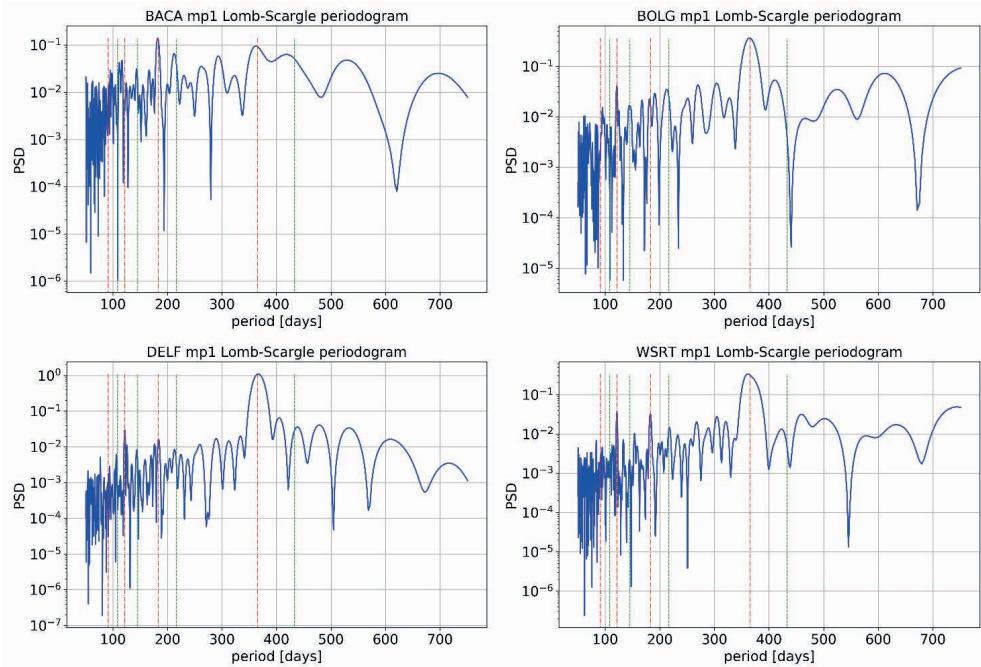 BACA mp1 Lomb-Scargle periodogram
PSD
10⁻¹
10⁻²
10⁻³
10⁻⁴
10⁻⁵
10⁻⁶
100 200 300 400 500 600 700
period [days]
BOLG mp1 Lomb-Scargle periodogram
PSD
10⁻¹
10⁻²
10⁻³
10⁻⁴
10⁻⁵
100 200 300 400 500 600 700
period [days]
DELF mp1 Lomb-Scargle periodogram
PSD
10⁰
10⁻¹
10⁻²
10⁻³
10⁻⁴
10⁻⁵
10⁻⁶
10⁻⁷
100 200 300 400 500 600 700
period [days]
WSRT mp1 Lomb-Scargle periodogram
PSD
10⁻¹
10⁻²
10⁻³
10⁻⁴
10⁻⁵
10⁻⁶
100 200 300 400 500 600 700
period [days]